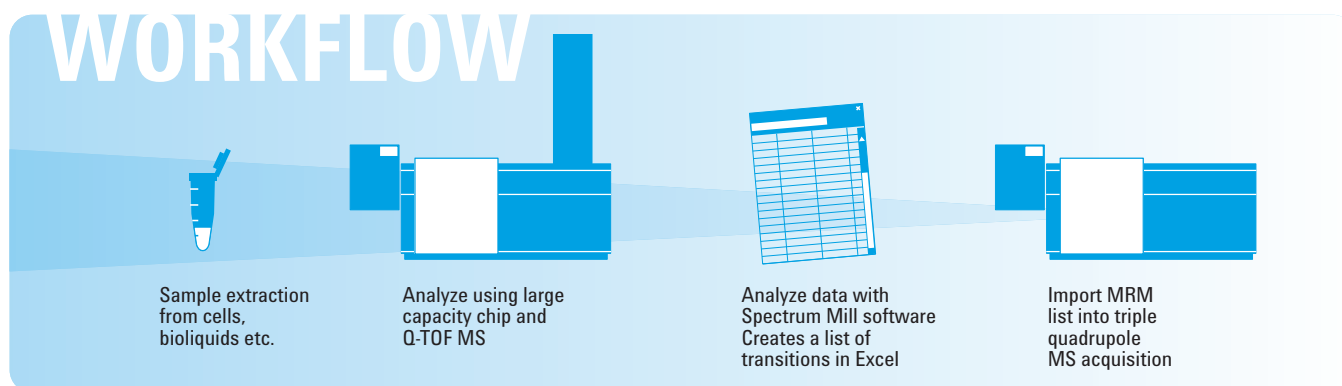 WORKFLOW
Sample extraction
from cells,
bioliquids etc.
Analyze using large
capacity chip and
Q-TOF MS
Analyze data with
Spectrum Mill software
Creates a list of
transitions in Excel
Import MRM
list into triple
quadrupole
MS acquisition